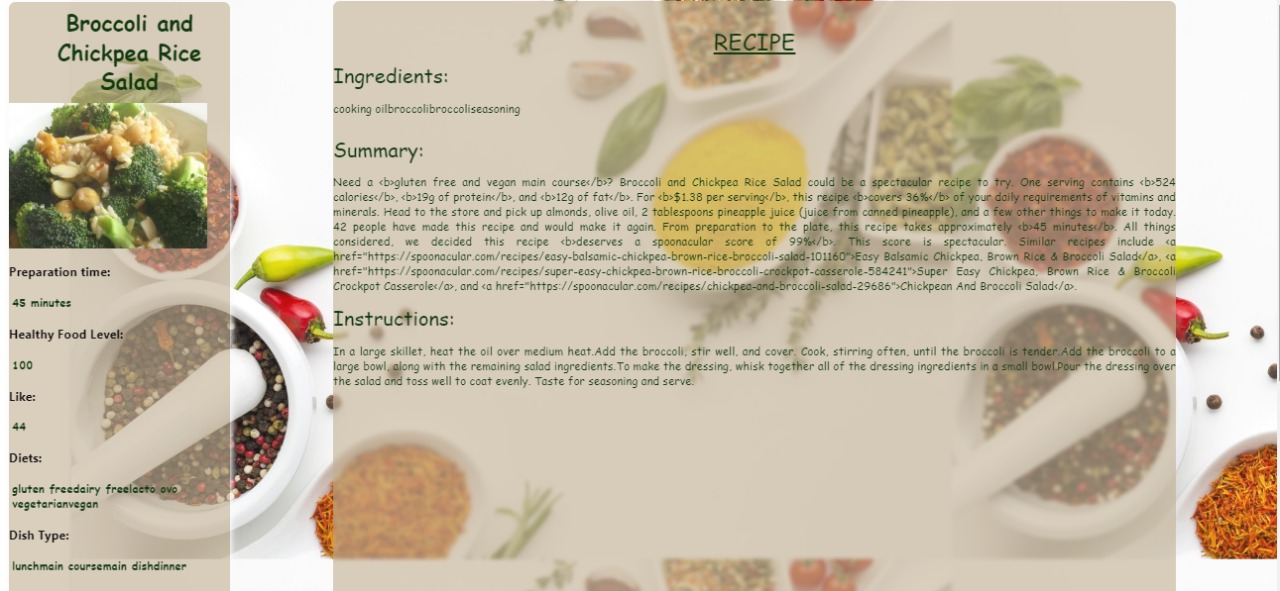 Broccoli and
Chickpea Rice
Salad
Preparation time:
45 minutes
Healthy Food Level:
100
Like:
44
Diets:
gluten freedairy freelacto ovo
vegetarianvegan
Dish Type:
lunchmain coursemain dishdinner
RECIPE
Ingredients:
cooking oilbroccolibroccoliseasoning
Summary:
Need a <b>gluten free and vegan main course</b>? Broccoli and Chickpea Rice Salad could be a spectacular recipe to try. One serving contains <b>524
calories</b>, <b>19g of protein</b>, and <b>12g of fat</b>. For <b>$1.38 per serving</b>, this recipe <b>covers 36%</b> of your daily requirements of vitamins and
minerals. Head to the store and pick up almonds, olive oil, 2 tablespoons pineapple juice (juice from canned pineapple), and a few other things to make it today.
42 people have made this recipe and would make it again. From preparation to the plate, this recipe takes approximately <b>45 minutes</b>. All things
considered, we decided this recipe <b>deserves a spoonacular score of 99%</b>. This score is spectacular. Similar recipes include <a
href="https://spoonacular.com/recipes/easy-balsamic-chickpea-brown-rice-broccoli-salad-101160">Easy Balsamic Chickpea, Brown Rice & Broccoli Salad</a>, <a
href="https://spoonacular.com/recipes/super-easy-chickpea-brown-rice-broccoli-crockpot-casserole-584241">Super Easy Chickpea, Brown Rice & Broccoli
Crockpot Casserole</a>, and <a href="https://spoonacular.com/recipes/chickpea-and-broccoli-salad-29686">Chickpean And Broccoli Salad</a>.
Instructions:
In a large skillet, heat the oil over medium heat.Add the broccoli, stir well, and cover. Cook, stirring often, until the broccoli is tender.Add the broccoli to a
large bowl, along with the remaining salad ingredients.To make the dressing, whisk together all of the dressing ingredients in a small bowl.Pour the dressing over
the salad and toss well to coat evenly. Taste for seasoning and serve.